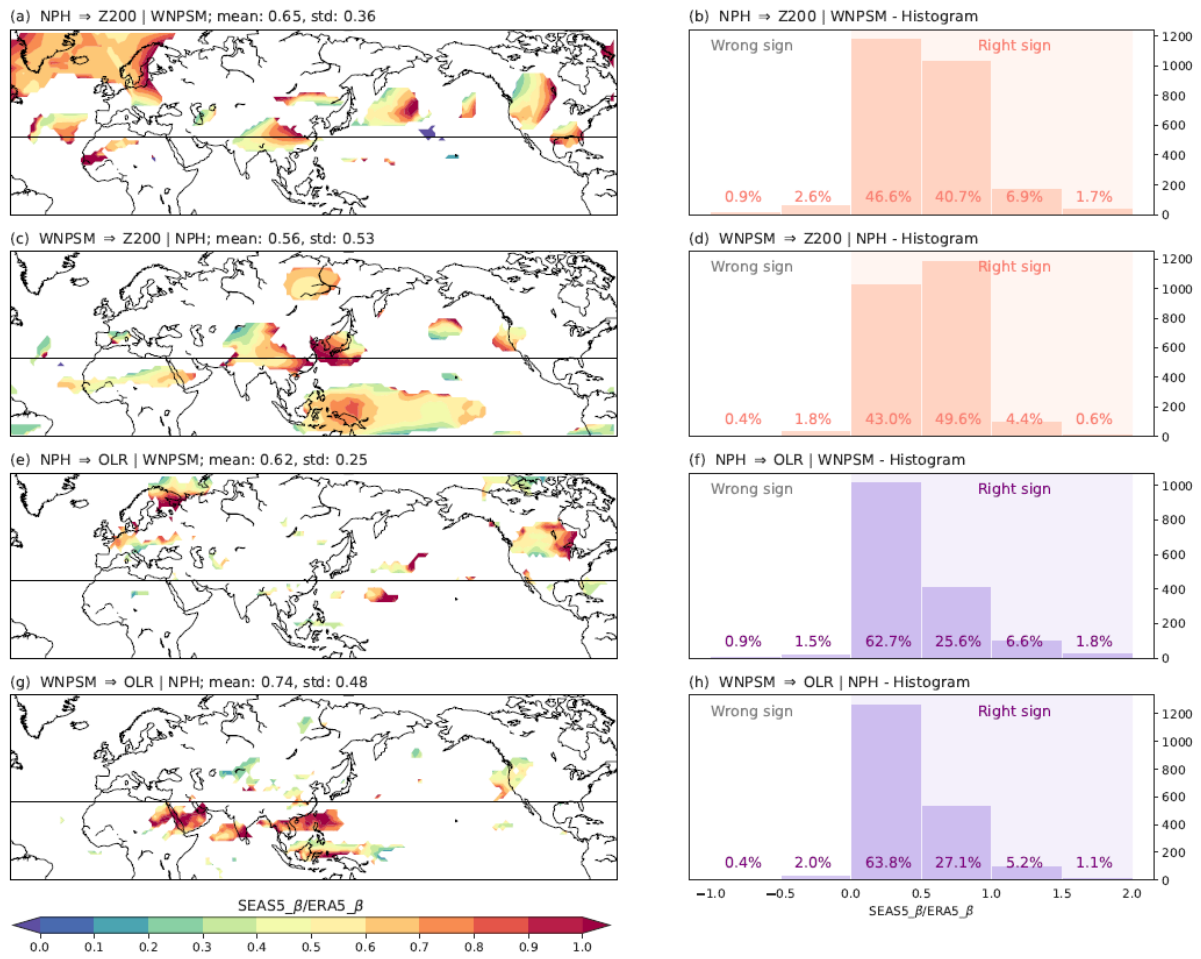 (a) NPH ⇒ Z200 | WNPSM; mean: 0.65, std: 0.36
(b) NPH ⇒ Z200 | WNPSM - Histogram
Wrong sign
Right sign
1200
1000
800
600
400
200
0
0.9%
2.6%
46.6%
40.7%
6.9%
1.7%
(c) WNPSM ⇒ Z200 | NPH; mean: 0.56, std: 0.53
(d) WNPSM ⇒ Z200 | NPH - Histogram
Wrong sign
Right sign
1200
1000
800
600
400
200
0
0.4%
1.8%
43.0%
49.6%
4.4%
0.6%
(e) NPH ⇒ OLR | WNPSM; mean: 0.62, std: 0.25
(f) NPH ⇒ OLR | WNPSM - Histogram
Wrong sign
Right sign
1000
800
600
400
200
0
0.9%
1.5%
62.7%
25.6%
6.6%
1.8%
(g) WNPSM ⇒ OLR | NPH; mean: 0.74, std: 0.48
(h) WNPSM ⇒ OLR | NPH - Histogram
Wrong sign
Right sign
1200
1000
800
600
400
200
0
0.4%
2.0%
63.8%
27.1%
5.2%
1.1%
−1.0 −0.5 0.0 0.5 1.0 1.5 2.0
SEAS5_β/ERA5_β
SEAS5_β/ERA5_β
0.0 0.1 0.2 0.3 0.4 0.5 0.6 0.7 0.8 0.9 1.0